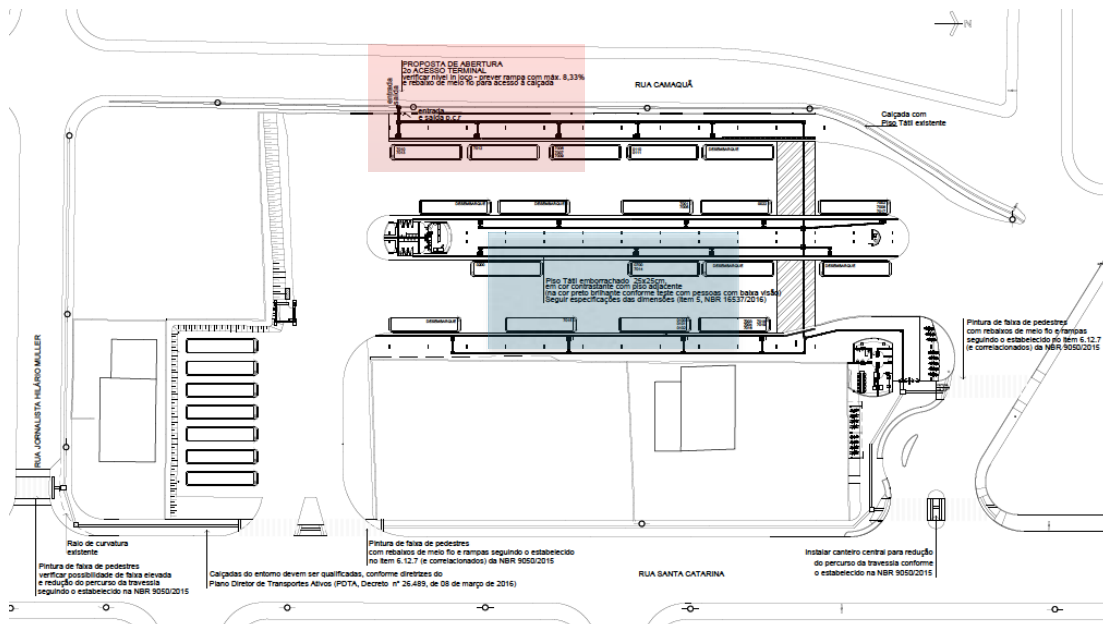 N
PROPOSTA DE ABERTURA
2o ACESSO TERMINAL
verificar nível in loco - prever rampa com máx. 8,33%
e rebaixo de meio fio para acesso à calçada
entrada
saída
entrada
e saída p.c.r
RUA CAMAQUÃ
Calçada com
Piso Tátil existente
DESEMBARQUE
DESEMBARQUE
DESEMBARQUE
Piso Tátil emborrachado 25x25cm,
em cor contrastante com piso adjacente
(na cor preto brilhante conforme teste com pessoas com baixa visão)
Seguir especificações das dimensões (item 5, NBR 16537/2016)
DESEMBARQUE
DESEMBARQUE
DESEMBARQUE
Pintura de faixa de pedestres
com rebaixos de meio fio e rampas
seguindo o estabelecido no item 6.12.7
(e correlacionados) da NBR 9050/2015
RUA JORNALISTA HILÁRIO MULLER
Raio de curvatura
existente
Pintura de faixa de pedestres
verificar possibilidade de faixa elevada
e redução do percurso da travessia
seguindo o estabelecido na NBR 9050/2015
Calçadas do entorno devem ser qualificadas, conforme diretrizes do
Plano Diretor de Transportes Ativos (PDTA, Decreto n° 26.489, de 08 de março de 2016)
Pintura de faixa de pedestres
com rebaixos de meio fio e rampas seguindo o estabelecido
no item 6.12.7 (e correlacionados) da NBR 9050/2015
RUA SANTA CATARINA
Instalar canteiro central para redução
do percurso da travessia conforme
o estabelecido na NBR 9050/2015